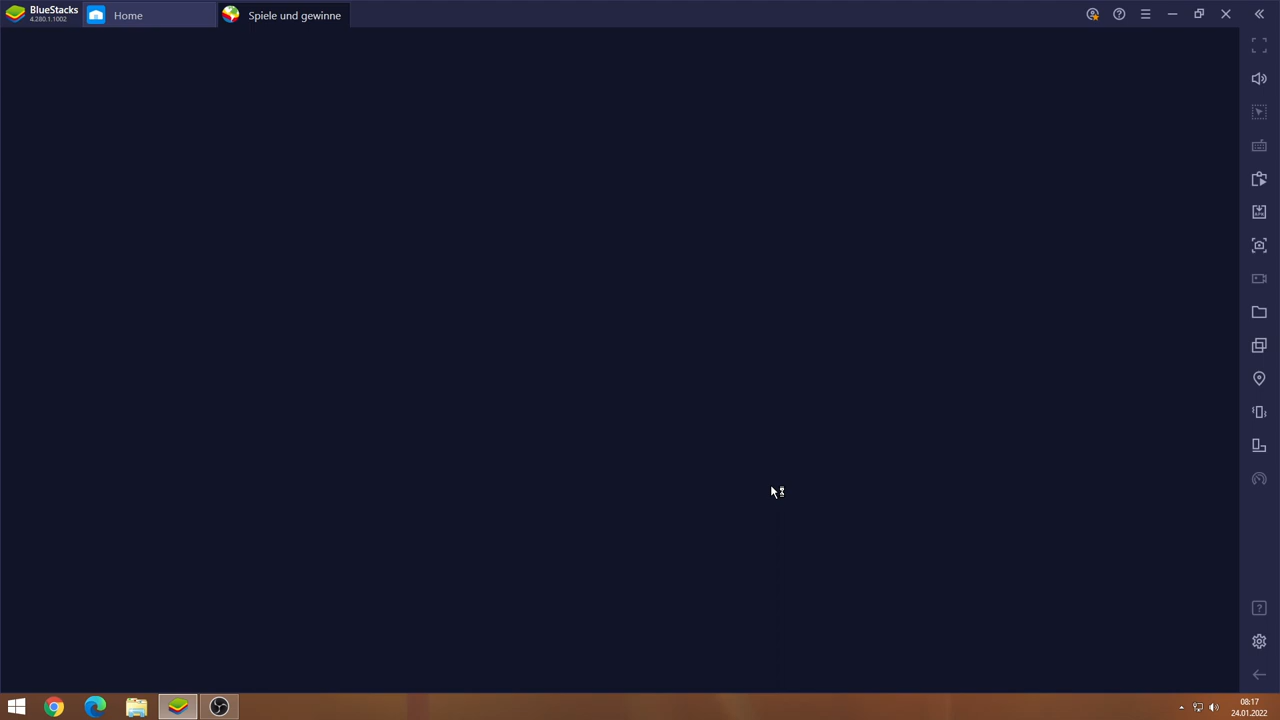 BlueStacks
4.280.1.1002
Home
Spiele und gewinne
08:17
24.01.2022